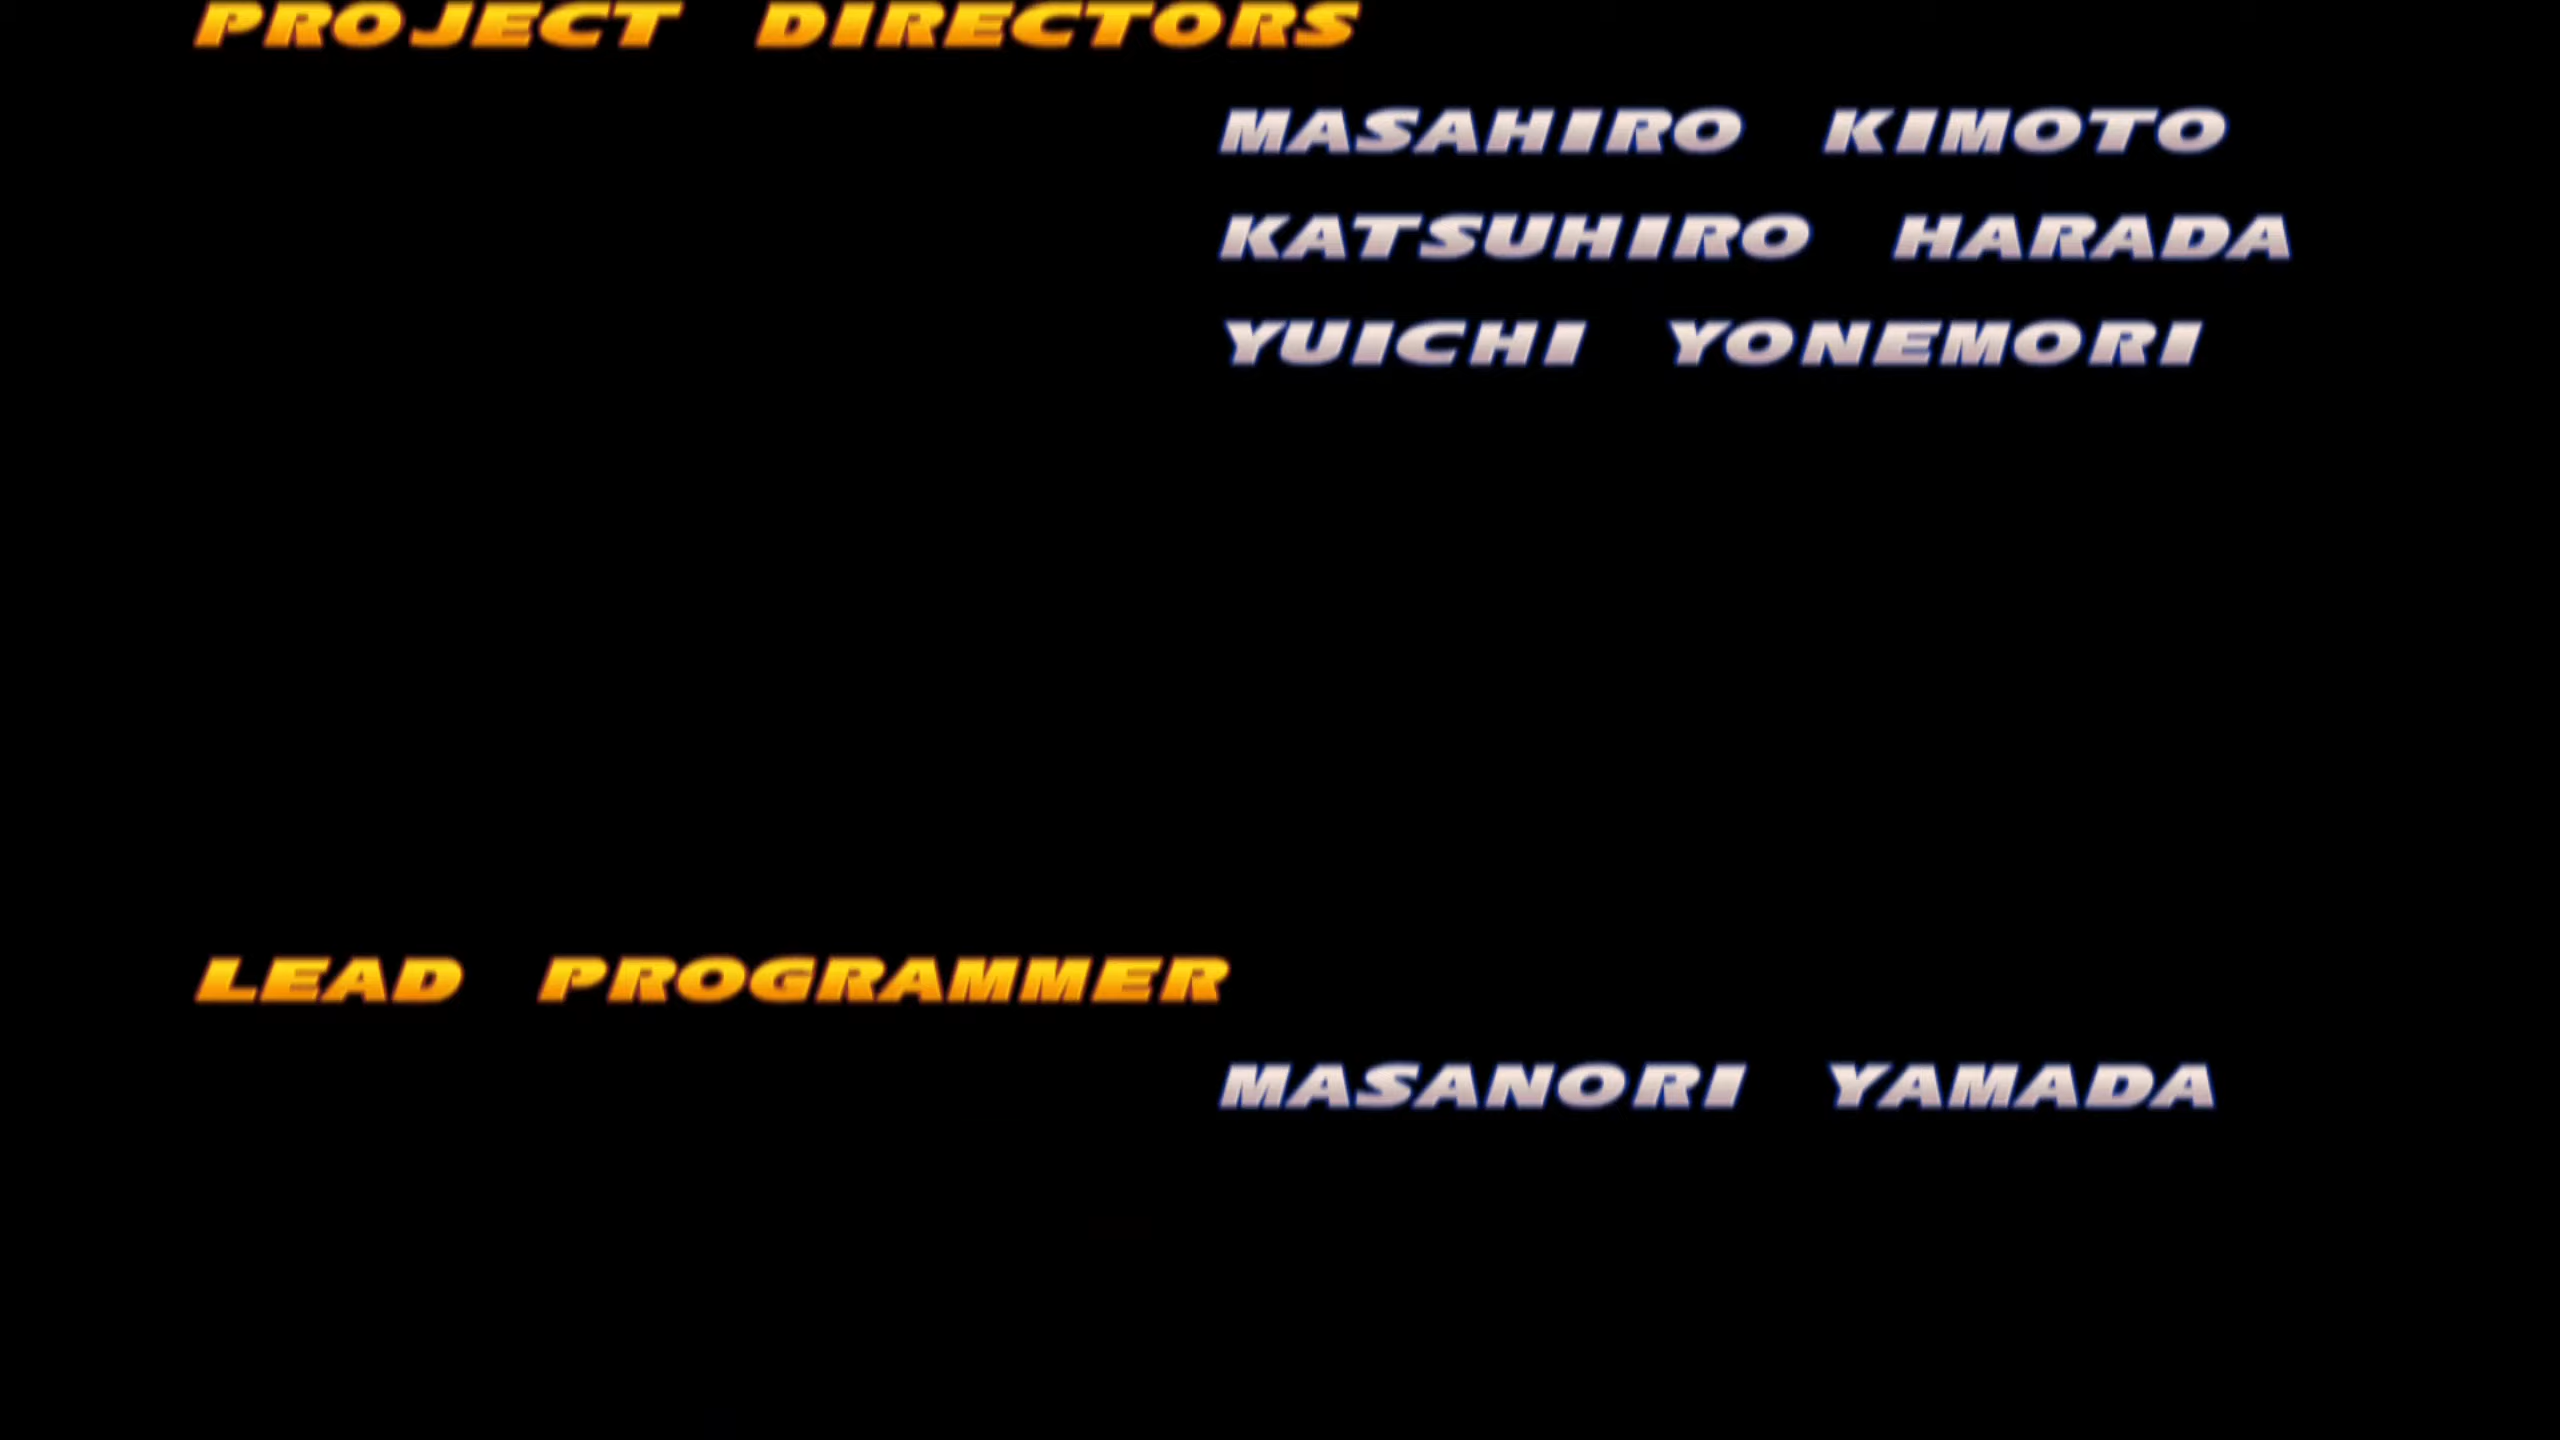 PROJECT DIRECTORS
MASAHIRO KIMOTO
KATSUHIRO HARADA
YUICHI YONEMORI
LEAD PROGRAMMER
MASANORI YAMADA